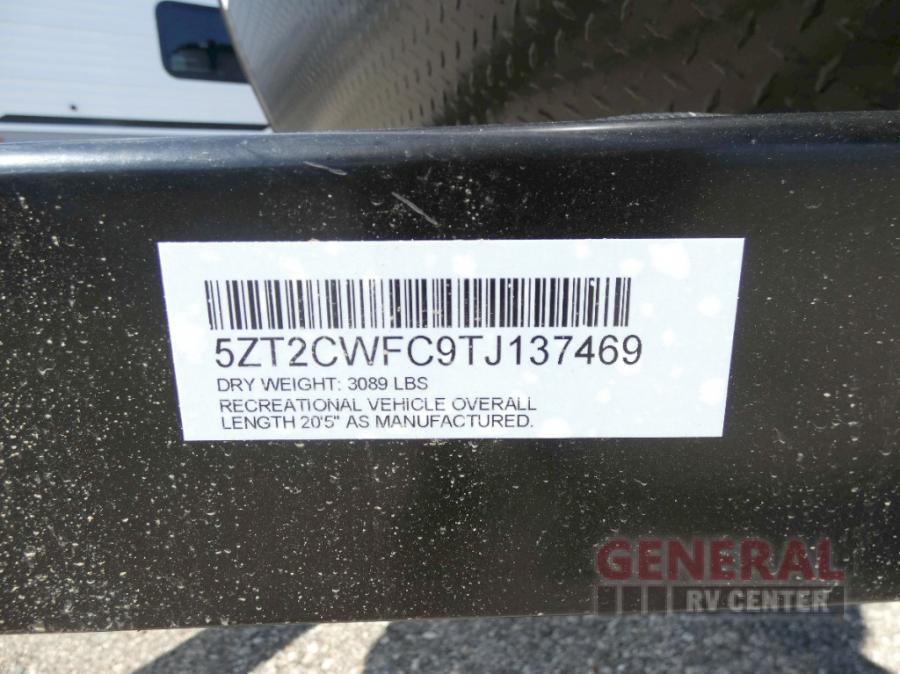 5ZT2CWFC9TJ137469
DRY WEIGHT: 3089 LBS
RECREATIONAL VEHICLE OVERALL
LENGTH 20'5" AS MANUFACTURED.
GENERAL
RV CENTER